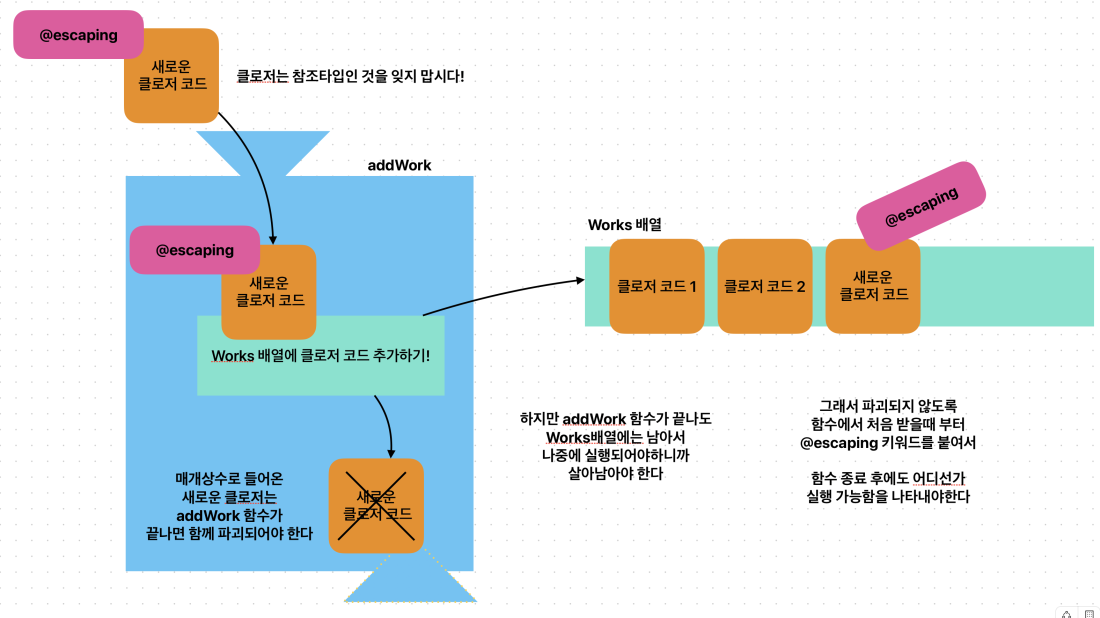 @escaping
새로운
클로저 코드
클로저는 참조타입인 것을 잊지 맙시다!
addWork
@escaping
새로운
클로저 코드
Works 배열에 클로저 코드 추가하기!
매개상수로 들어온
새로운 클로저는
addWork 함수가
끝나면 함께 파괴되어야 한다
새로운
클로저 코드
Works 배열
클로저 코드 1
클로저 코드 2
@escaping
새로운
클로저 코드
하지만 addWork 함수가 끝나도
Works배열에는 남아서
나중에 실행되어야하니까
살아남아야 한다
그래서 파괴되지 않도록
함수에서 처음 받을때 부터
@escaping 키워드를 붙여서
함수 종료 후에도 어디선가
실행 가능함을 나타내야한다